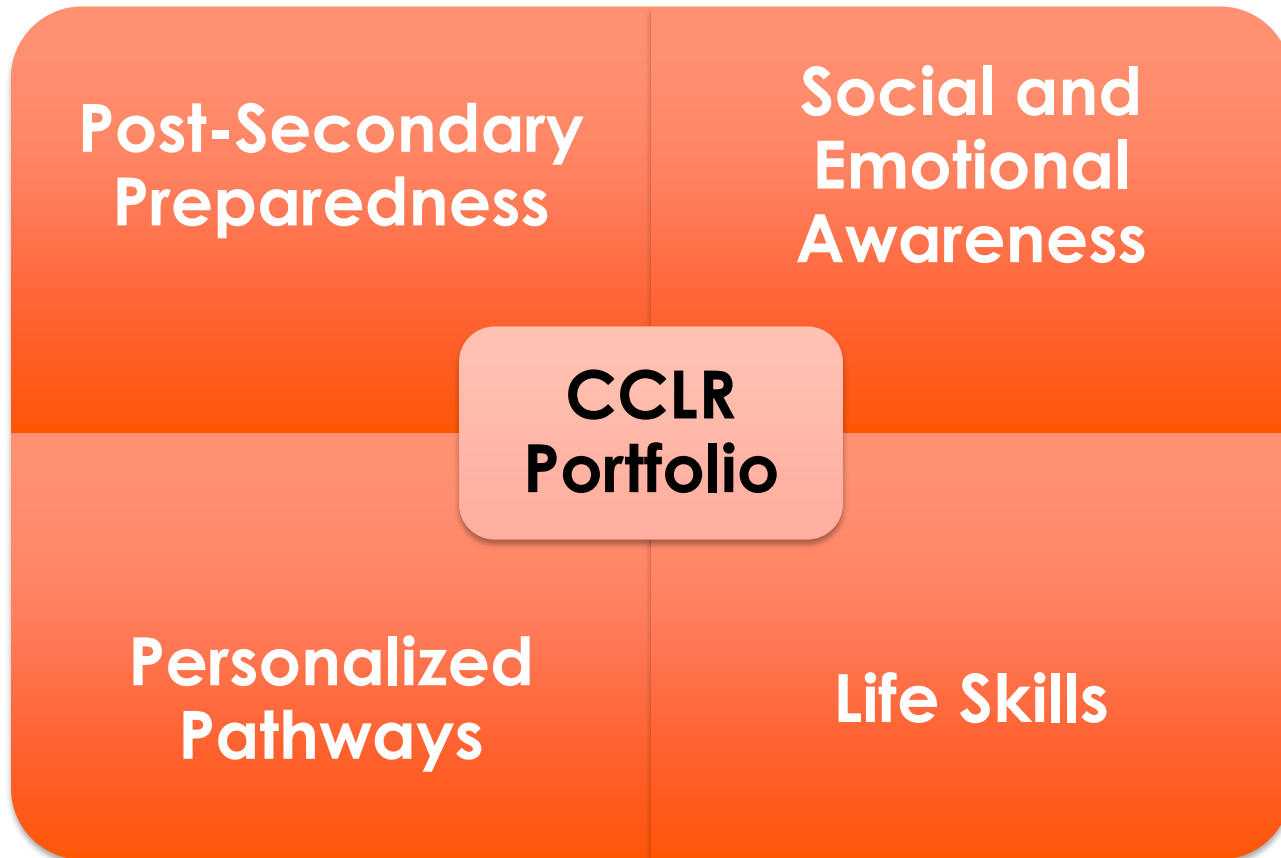 Post-Secondary
Preparedness
Social and
Emotional
Awareness
CCLR
Portfolio
Personalized
Pathways
Life Skills